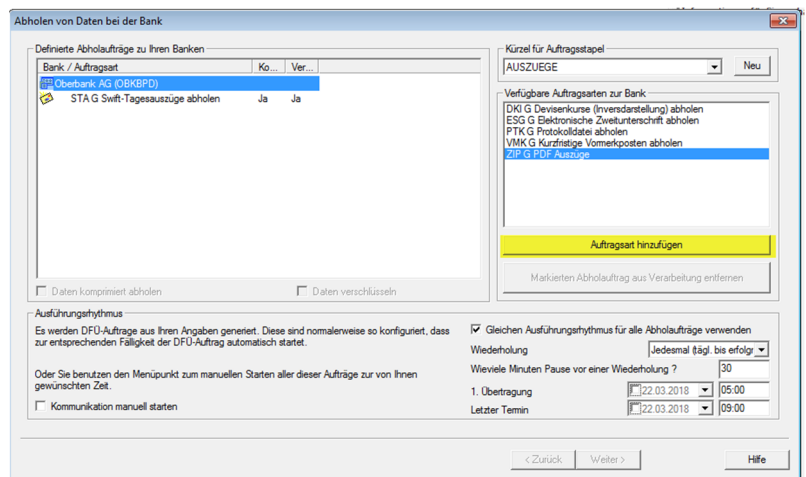 Abholen von Daten bei der Bank
Definierte Abholaufträge zu Ihren Banken
Bank / Auftragsart Ko... Ver...
Oberbank AG (OBKBPD)
STA G Swift-Tagesauszüge abholen Ja Ja
Daten komprimiert abholen Daten verschlüsseln
Kürzel für Auftragsstapel
AUSZUEGE Neu
Verfügbare Auftragsarten zur Bank
DKI G Devisenkurse (Inversdarstellung) abholen
ESG G Elektronische Zweitunterschrift abholen
PTK G Protokolldatei abholen
VMK G Kurzfristige Vormerkposten abholen
ZIP G PDF Auszüge
Auftragsart hinzufügen
Markierten Abholauftrag aus Verarbeitung entfernen
Ausführungsrhythmus
Es werden DFÜ-Aufträge aus Ihren Angaben generiert. Diese sind normalerweise so konfiguriert, dass
zur entsprechenden Fälligkeit der DFÜ-Auftrag automatisch startet.
Oder Sie benutzen den Menüpunkt zum manuellen Starten aller dieser Aufträge zur von Ihnen
gewünschten Zeit.
Kommunikation manuell starten
Gleichen Ausführungsrhythmus für alle Abholaufträge verwenden
Wiederholung Jedesmal (tägl. bis erfolgr
Wieviele Minuten Pause vor einer Wiederholung ? 30
1. Übertragung 22.03.2018 05:00
Letzter Termin 22.03.2018 09:00
< Zurück Weiter > Hilfe